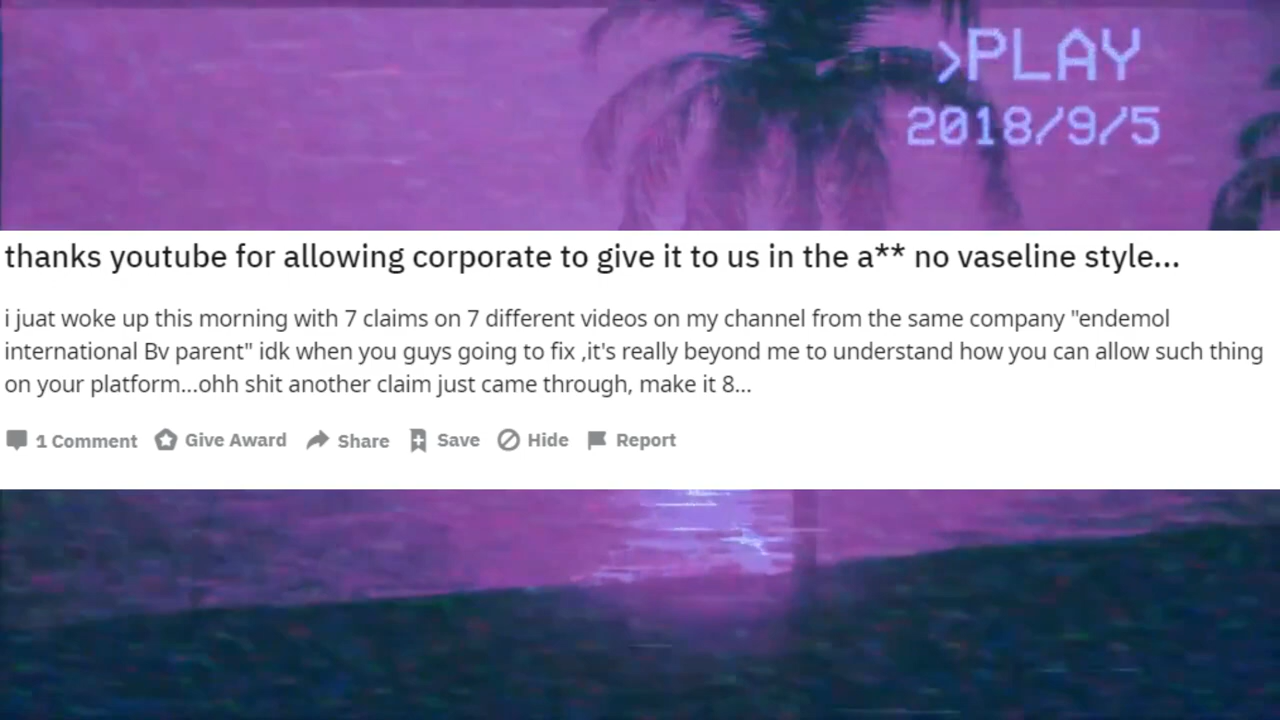 >PLAY
2018/9/5
thanks youtube for allowing corporate to give it to us in the a** no vaseline style...
i juat woke up this morning with 7 claims on 7 different videos on my channel from the same company "endemol
international Bv parent" idk when you guys going to fix ,it's really beyond me to understand how you can allow such thing
on your platform...ohh shit another claim just came through, make it 8...
1 Comment Give Award Share Save Hide Report